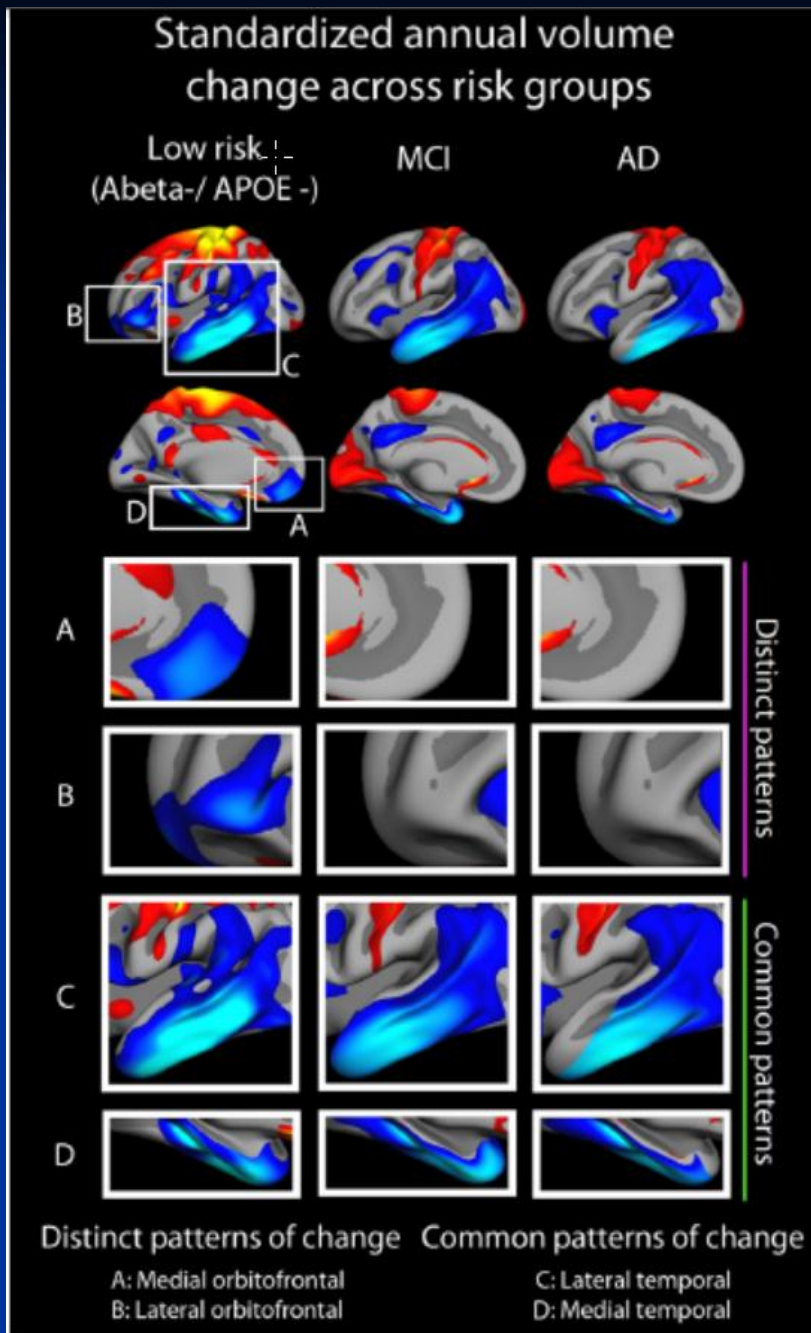 Standardized annual volume
change across risk groups
Low risk
(Abeta-/ APOE -)
MCI
AD
B
C
D
A
A
B
Distinct patterns
C
D
Common patterns
Distinct patterns of change
Common patterns of change
A: Medial orbitofrontal
B: Lateral orbitofrontal
C: Lateral temporal
D: Medial temporal